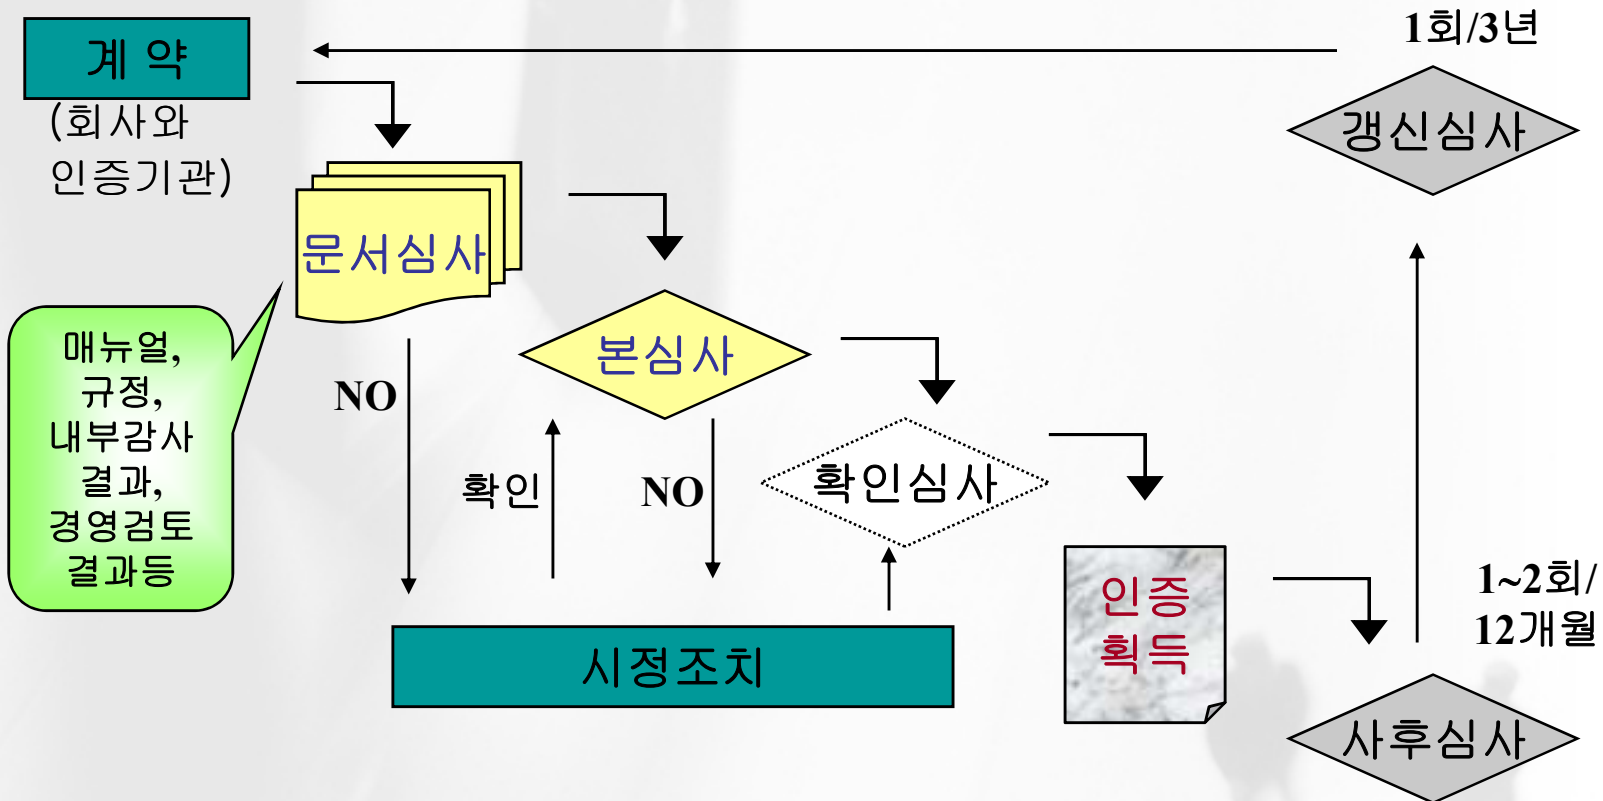 계 약
(회사와
인증기관)
1회/3년
갱신심사
문서심사
매뉴얼,
규정,
내부감사
결과,
경영검토
결과등
NO
본심사
확인
NO
확인심사
인증
획득
시정조치
1~2회/
12개월
사후심사